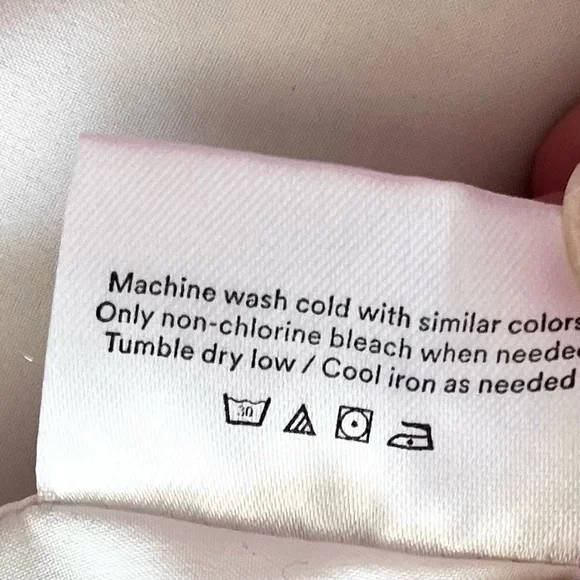 Machine wash cold with similar colors
Only non-chlorine bleach when neede
Tumble dry low / Cool iron as needed
30